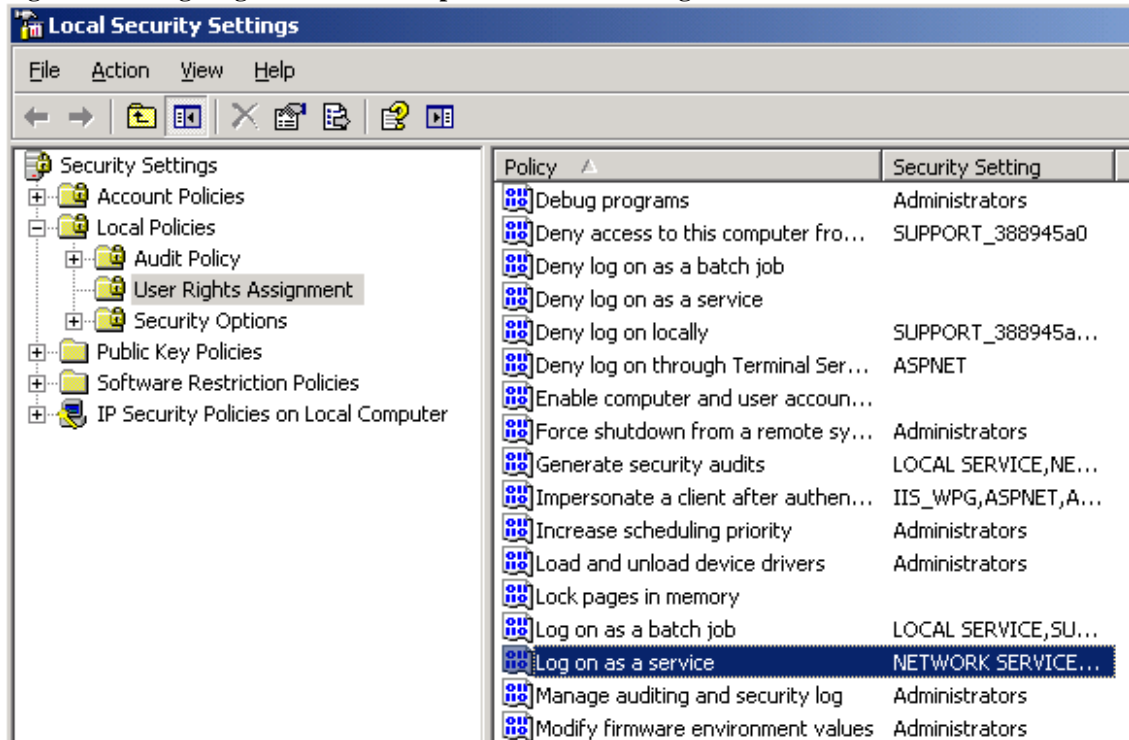 Local Security Settings
File Action View Help
Security Settings
Account Policies
Local Policies
Audit Policy
User Rights Assignment
Security Options
Public Key Policies
Software Restriction Policies
IP Security Policies on Local Computer
Policy Security Setting
Debug programs Administrators
Deny access to this computer fro... SUPPORT_388945a0
Deny log on as a batch job
Deny log on as a service
Deny log on locally SUPPORT_388945a...
Deny log on through Terminal Ser... ASPNET
Enable computer and user accoun...
Force shutdown from a remote sy... Administrators
Generate security audits LOCAL SERVICE,NE...
Impersonate a client after authen... IIS_WPG,ASPNET,A...
Increase scheduling priority Administrators
Load and unload device drivers Administrators
Lock pages in memory
Log on as a batch job LOCAL SERVICE,SU...
Log on as a service NETWORK SERVICE...
Manage auditing and security log Administrators
Modify firmware environment values Administrators